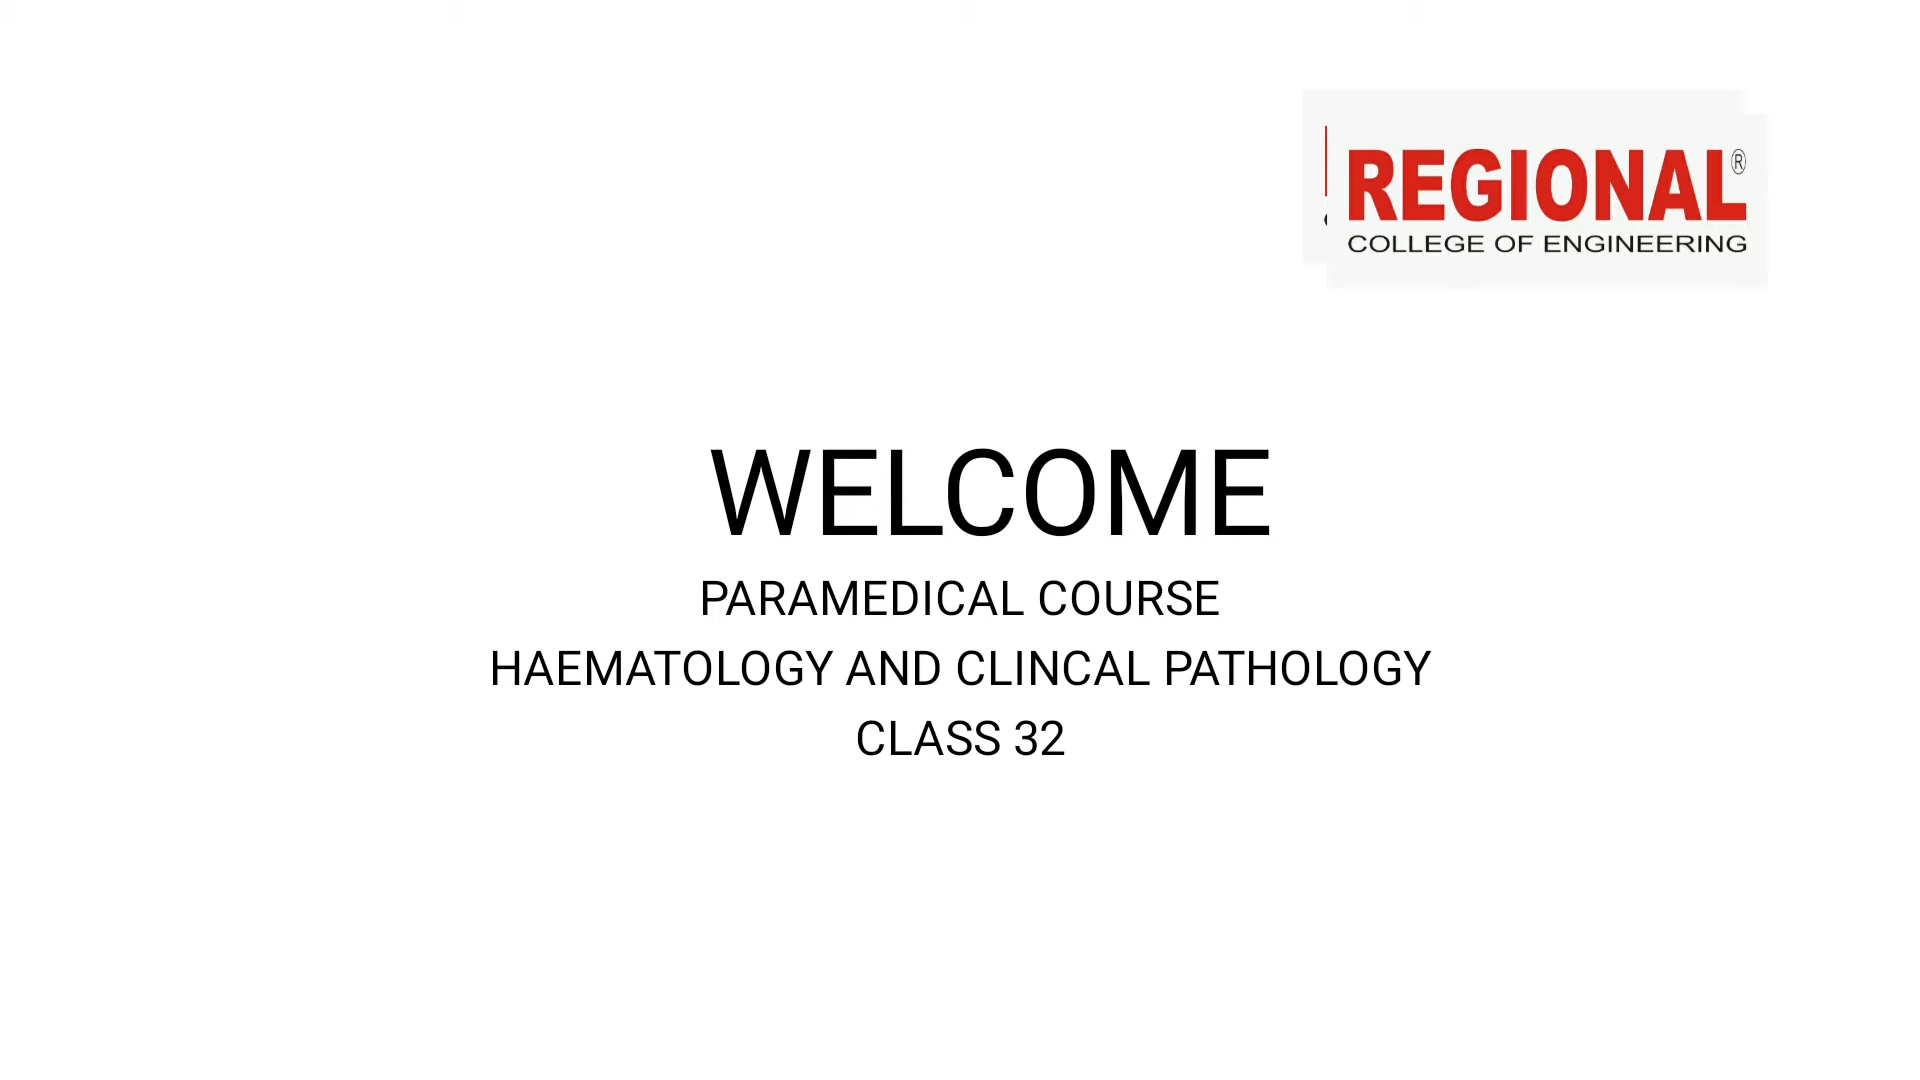 REGIONAL®
COLLEGE OF ENGINEERING
WELCOME
PARAMEDICAL COURSE
HAEMATOLOGY AND CLINCAL PATHOLOGY
CLASS 32